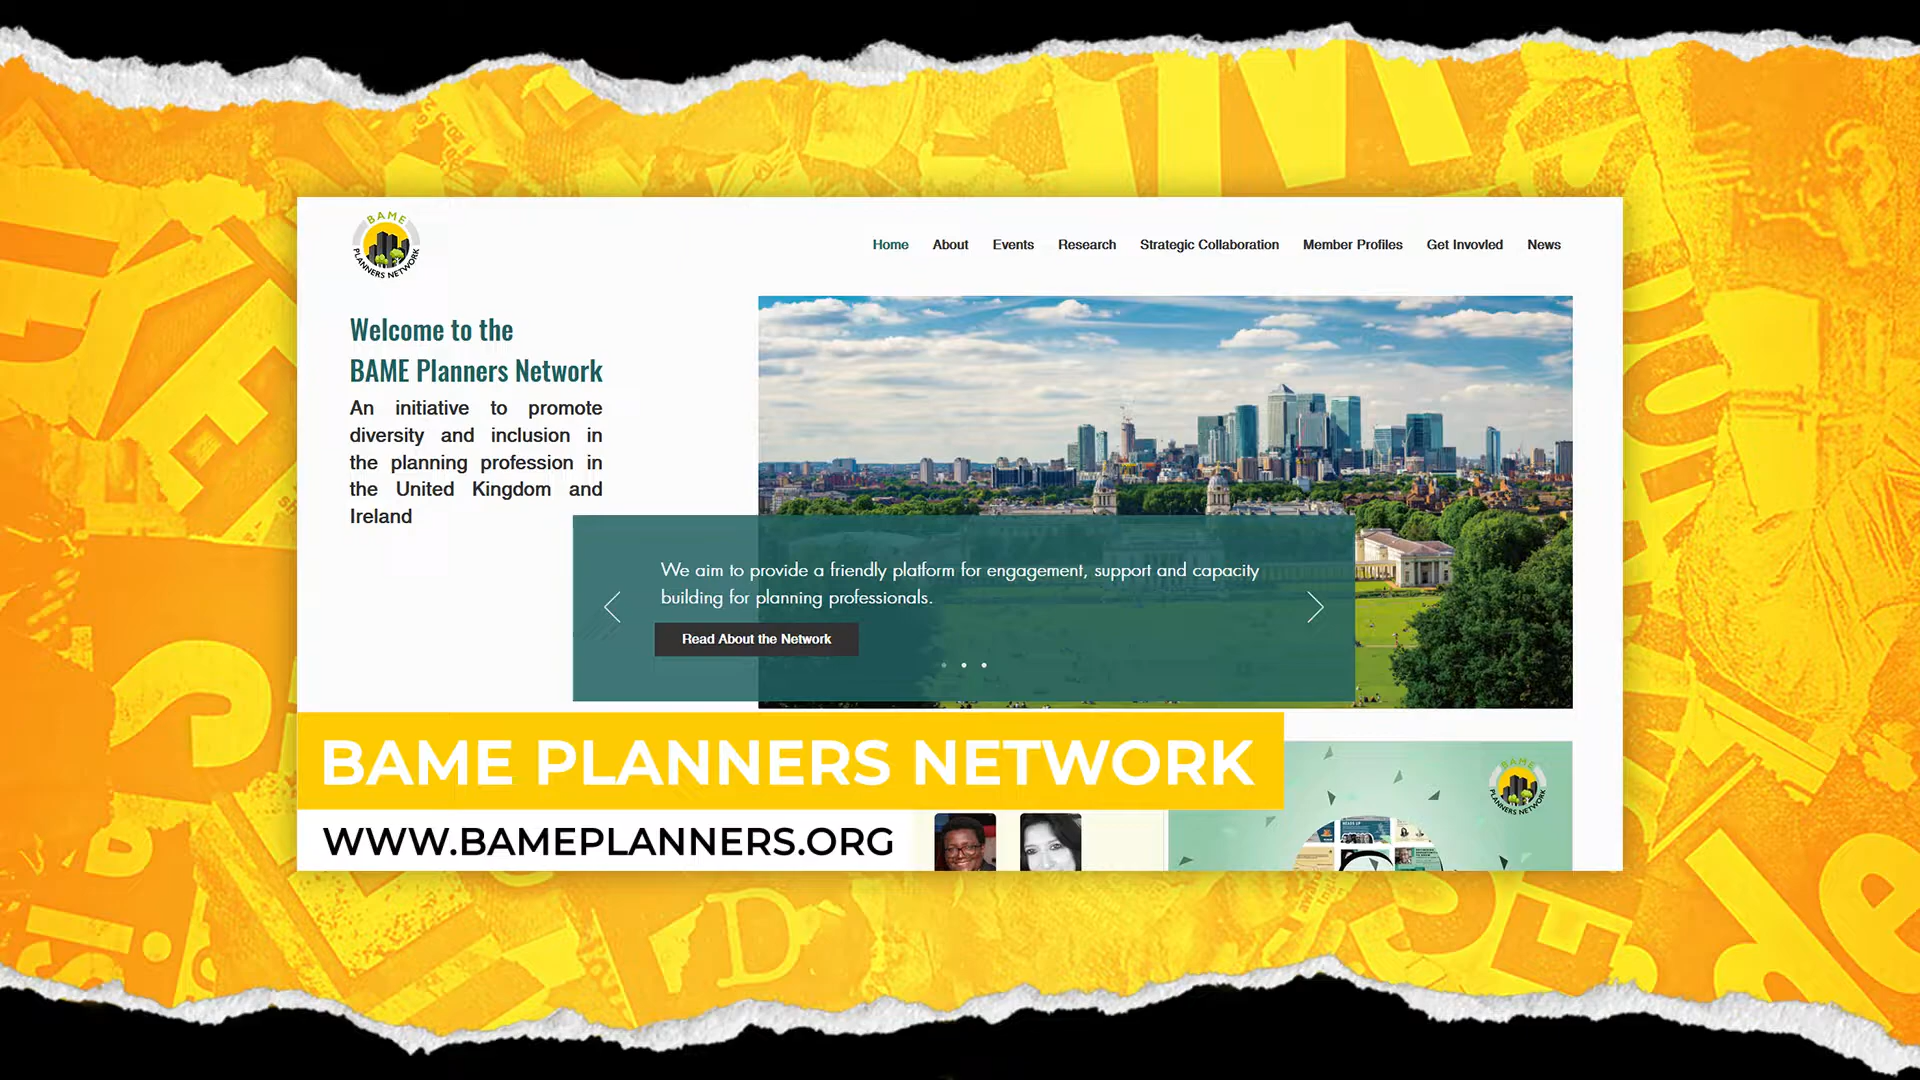 BAME
PLANNERS NETWORK
Home About Events Research Strategic Collaboration Member Profiles Get Invovled News
Welcome to the
BAME Planners Network
An initiative to promote
diversity and inclusion in
the planning profession in
the United Kingdom and
Ireland
We aim to provide a friendly platform for engagement, support and capacity
building for planning professionals.
Read About the Network
BAME PLANNERS NETWORK
WWW.BAMEPLANNERS.ORG
BAME
PLANNERS NETWORK